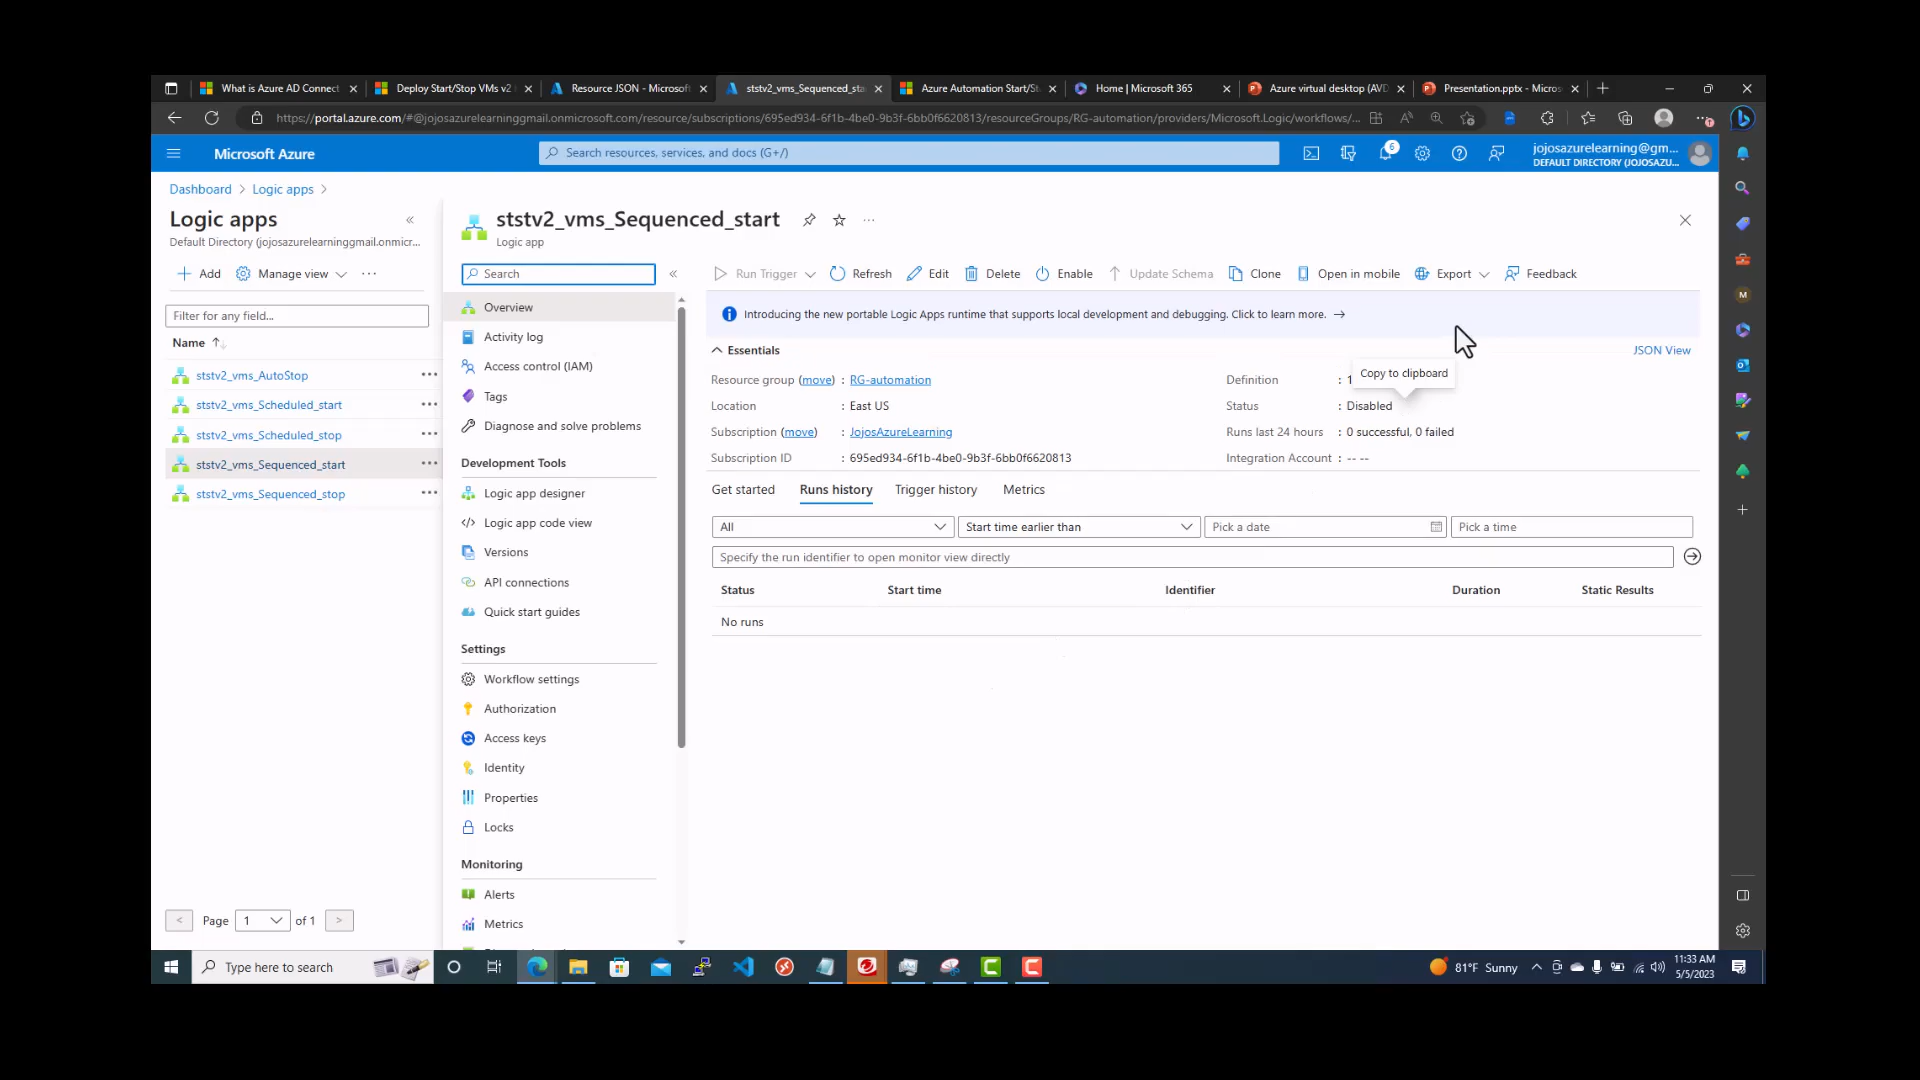 What is Azure AD Connect
Deploy Start/Stop VMs v2
Resource JSON - Microsoft
ststv2_vms_Sequenced_sta
Azure Automation Start/St
Home | Microsoft 365
Azure virtual desktop (AVD
Presentation.pptx - Micros
https://portal.azure.com/#@jojosazurelearninggmail.onmicrosoft.com/resource/subscriptions/695ed934-6f1b-4be0-9b3f-6bb0f6620813/resourceGroups/RG-automation/providers/Microsoft.Logic/workflows/...
Microsoft Azure
Search resources, services, and docs (G+/)
6
jojosazurelearning@gm...
DEFAULT DIRECTORY (JOJOSAZU...
Dashboard > Logic apps >
Logic apps
Default Directory (jojosazurelearninggmail.onmicr...
Add
Manage view
Filter for any field...
Name
ststv2_vms_AutoStop
ststv2_vms_Scheduled_start
ststv2_vms_Scheduled_stop
ststv2_vms_Sequenced_start
ststv2_vms_Sequenced_stop
< Page 1 of 1 >
ststv2_vms_Sequenced_start
Logic app
Search
Overview
Activity log
Access control (IAM)
Tags
Diagnose and solve problems
Development Tools
Logic app designer
Logic app code view
Versions
API connections
Quick start guides
Settings
Workflow settings
Authorization
Access keys
Identity
Properties
Locks
Monitoring
Alerts
Metrics
Run Trigger
Refresh
Edit
Delete
Enable
Update Schema
Clone
Open in mobile
Export
Feedback
Introducing the new portable Logic Apps runtime that supports local development and debugging. Click to learn more. →
Essentials
JSON View
Resource group (move) : RG-automation
Location : East US
Subscription (move) : JojosAzureLearning
Subscription ID : 695ed934-6f1b-4be0-9b3f-6bb0f6620813
Definition : 1
Copy to clipboard
Status : Disabled
Runs last 24 hours : 0 successful, 0 failed
Integration Account : -- --
Get started
Runs history
Trigger history
Metrics
All
Start time earlier than
Pick a date
Pick a time
Specify the run identifier to open monitor view directly
Status Start time Identifier Duration Static Results
No runs
Type here to search
81°F Sunny
11:33 AM
5/5/2023